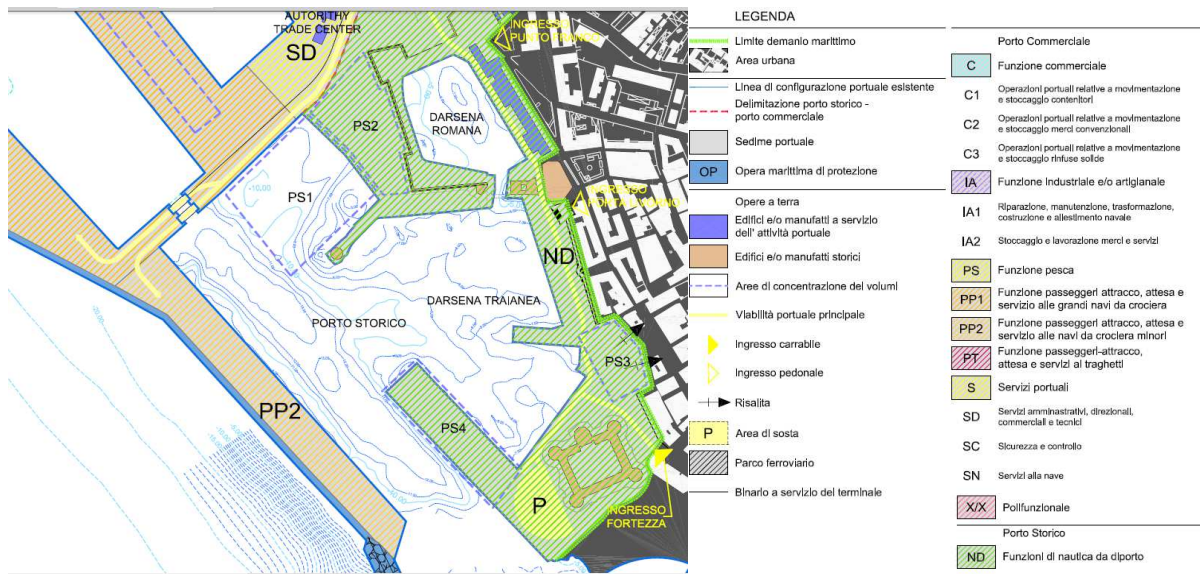 AUTORITHY
TRADE CENTER
SD
INGRESSO
PUNTO FRANCO
PS2
DARSENA
ROMANA
PS1
-10,00
INGRESSO
PORTA LIVORNO
ND
DARSENA TRAIANEA
PORTO STORICO
PS3
PP2
PS4
P
INGRESSO
FORTEZZA
LEGENDA
Limite demanio marittimo
Area urbana
Linea di configurazione portuale esistente
Delimitazione porto storico -
porto commerciale
Sedime portuale
OP Opera marittima di protezione
Opere a terra
Edifici e/o manufatti a servizio
dell' attività portuale
Edifici e/o manufatti storici
Aree di concentrazione dei volumi
Viabilità portuale principale
Ingresso carrabile
Ingresso pedonale
Risalita
P Area di sosta
Parco ferroviario
Binario a servizio del terminale
Porto Commerciale
C Funzione commerciale
C1 Operazioni portuali relative a movimentazione
e stoccaggio contenitori
C2 Operazioni portuali relative a movimentazione
e stoccaggio merci convenzionali
C3 Operazioni portuali relative a movimentazione
e stoccaggio rinfuse solide
IA Funzione industriale e/o artigianale
IA1 Riparazione, manutenzione, trasformazione,
costruzione e allestimento navale
IA2 Stoccaggio e lavorazione merci e servizi
PS Funzione pesca
PP1 Funzione passeggeri attracco, attesa e
servizio alle grandi navi da crociera
PP2 Funzione passeggeri attracco, attesa e
servizio alle navi da crociera minori
PT Funzione passeggeri-attracco,
attesa e servizi ai traghetti
S Servizi portuali
SD Servizi amminastrativi, direzionali,
commerciali e tecnici
SC Sicurezza e controllo
SN Servizi alla nave
X/X Polifunzionale
Porto Storico
ND Funzioni di nautica da diporto